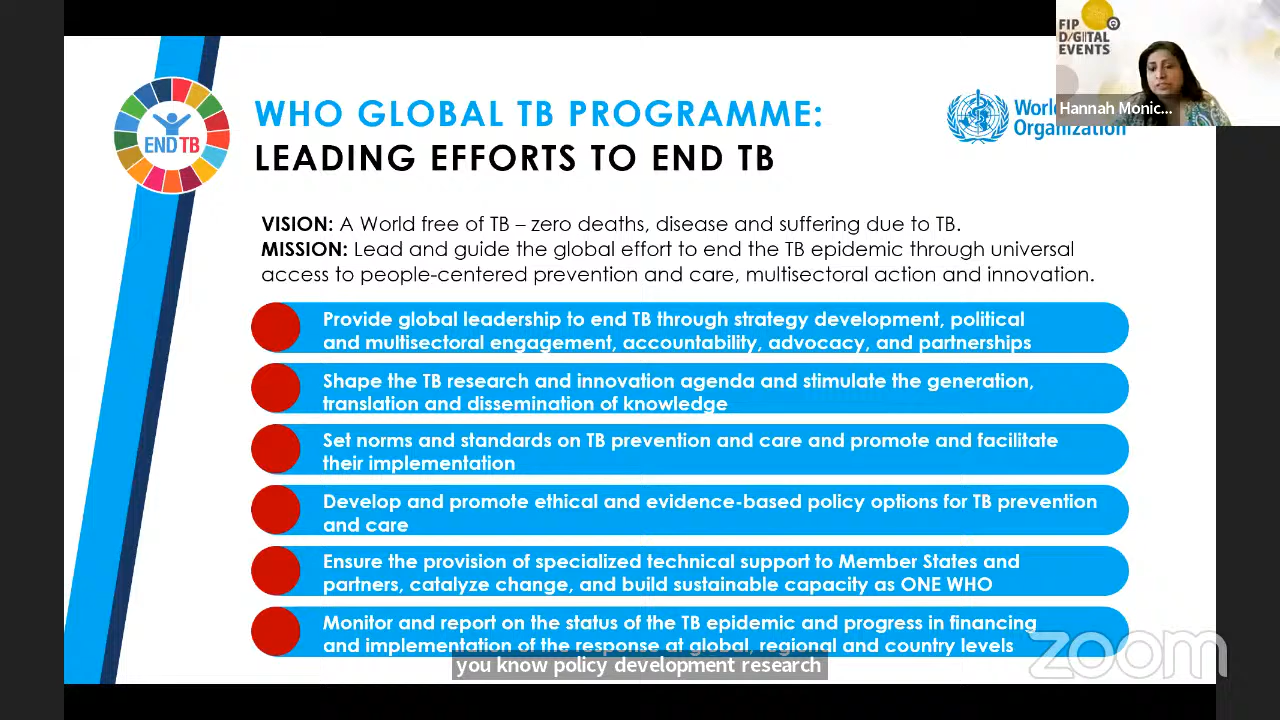 FIP
DIGITAL
EVENTS
Hannah Monic...
END TB
WHO GLOBAL TB PROGRAMME:
LEADING EFFORTS TO END TB
Organization
VISION: A World free of TB – zero deaths, disease and suffering due to TB.
MISSION: Lead and guide the global effort to end the TB epidemic through universal
access to people-centered prevention and care, multisectoral action and innovation.
Provide global leadership to end TB through strategy development, political
and multisectoral engagement, accountability, advocacy, and partnerships
Shape the TB research and innovation agenda and stimulate the generation,
translation and dissemination of knowledge
Set norms and standards on TB prevention and care and promote and facilitate
their implementation
Develop and promote ethical and evidence-based policy options for TB prevention
and care
Ensure the provision of specialized technical support to Member States and
partners, catalyze change, and build sustainable capacity as ONE WHO
Monitor and report on the status of the TB epidemic and progress in financing
and implementation of the response at global, regional and country levels
zoom
you know policy development research